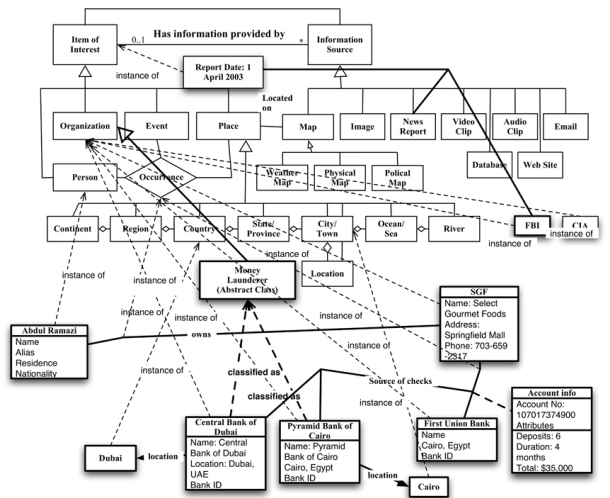 Item of
Interest
0..1
Has information provided by
*
Information
Source
Report Date: 1
April 2003
instance of
Located
on
Organization
Event
Place
Map
Image
News
Report
Video
Clip
Audio
Clip
Email
Database
Web Site
Person
Occurrance
Weather
Map
Physical
Map
Polical
Map
Continent
Region
Country
State/
Province
City/
Town
Ocean/
Sea
River
FBI
CIA
instance of
instance of
instance of
instance of
instance of
Money
Launderer
(Abstract Class)
Location
instance of
SGF
Name: Select
Gourmet Foods
Address:
Springfield Mall
Phone: 703-659
-2317
Abdul Ramazi
Name
Alias
Residence
Nationality
owns
instance of
instance of
instance of
instance of
classified as
classified as
Source of checks
instance of
Account info
Account No:
107017374900
Attributes
Deposits: 6
Duration: 4
months
Total: $35,000
Central Bank of
Dubai
Name: Central
Bank of Dubai
Location: Dubai,
UAE
Bank ID
Pyramid Bank of
Cairo
Name: Pyramid
Bank of Cairo
Cairo, Egypt
Bank ID
First Union Bank
Name
Cairo, Egypt
Bank ID
Dubai
location
location
Cairo